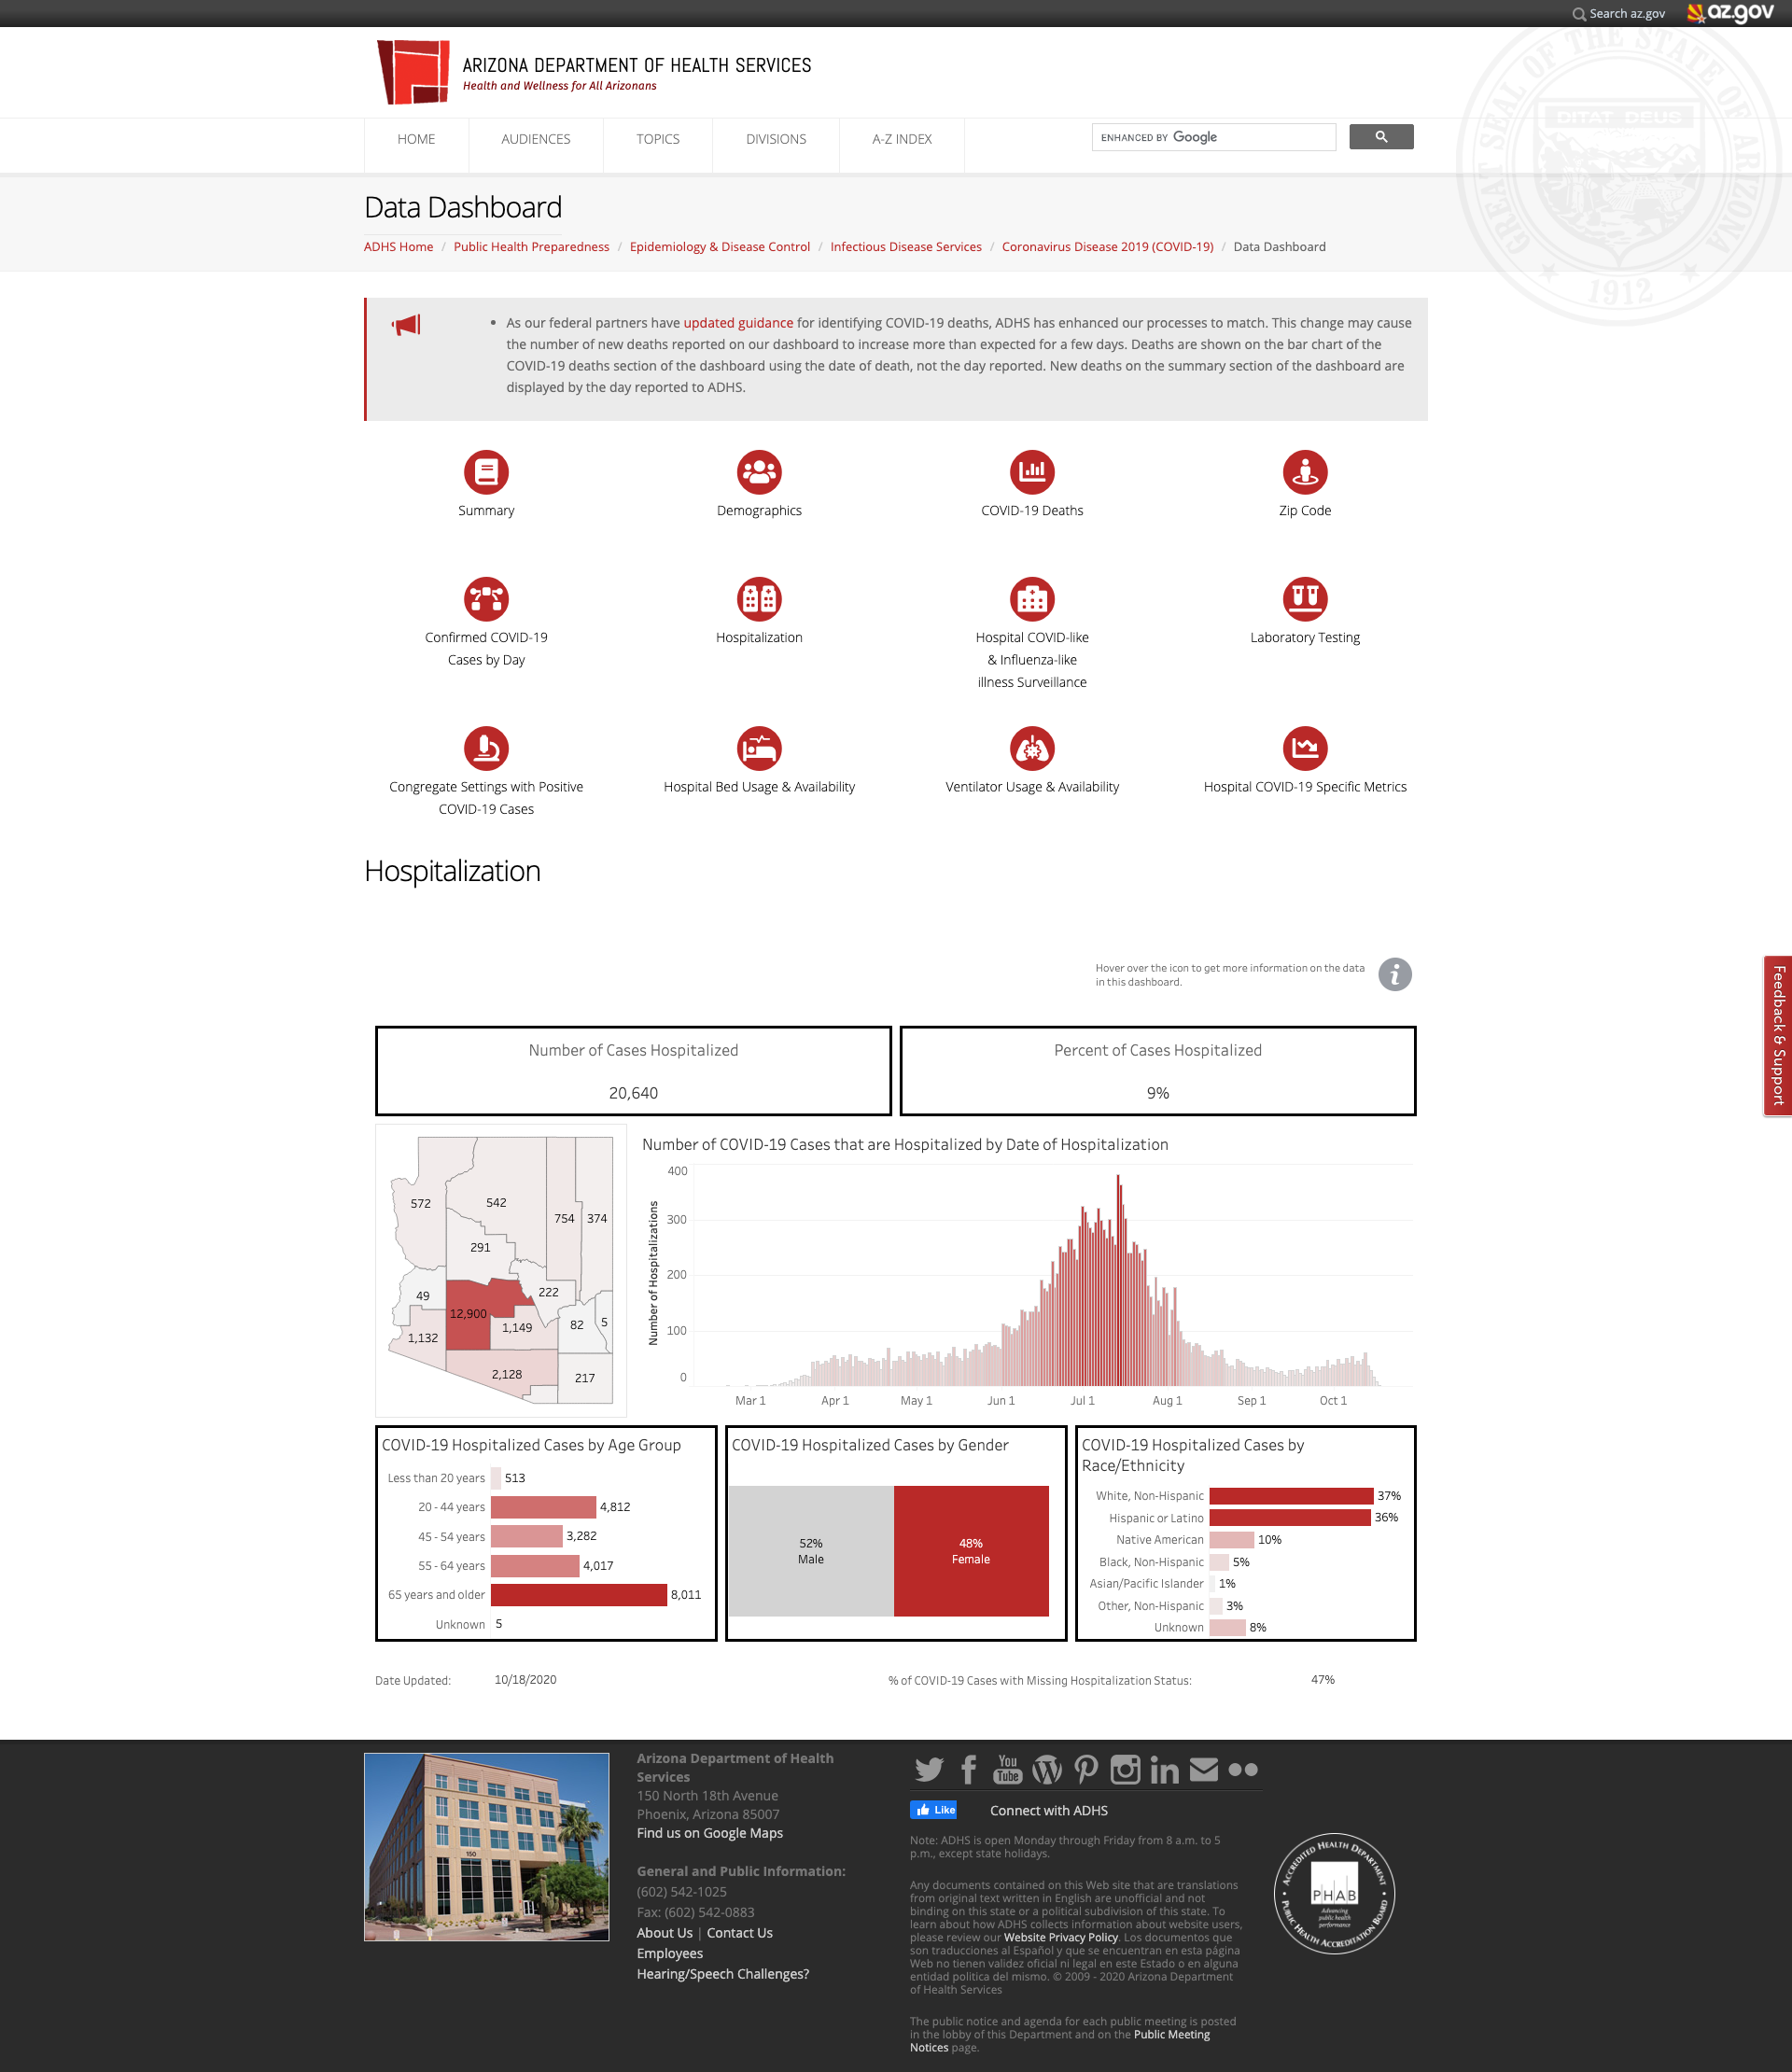 Search az.gov
az.gov
ARIZONA DEPARTMENT OF HEALTH SERVICES
Health and Wellness for All Arizonans
GREAT SEAL OF THE STATE OF ARIZONA
DITAT DEUS
1912
HOME
AUDIENCES
TOPICS
DIVISIONS
A-Z INDEX
ENHANCED BY Google
Data Dashboard
ADHS Home / Public Health Preparedness / Epidemiology & Disease Control / Infectious Disease Services / Coronavirus Disease 2019 (COVID-19) / Data Dashboard
• As our federal partners have updated guidance for identifying COVID-19 deaths, ADHS has enhanced our processes to match. This change may cause
the number of new deaths reported on our dashboard to increase more than expected for a few days. Deaths are shown on the bar chart of the
COVID-19 deaths section of the dashboard using the date of death, not the day reported. New deaths on the summary section of the dashboard are
displayed by the day reported to ADHS.
Summary
Demographics
COVID-19 Deaths
Zip Code
Confirmed COVID-19
Cases by Day
Hospitalization
Hospital COVID-like
& Influenza-like
illness Surveillance
Laboratory Testing
Congregate Settings with Positive
COVID-19 Cases
Hospital Bed Usage & Availability
Ventilator Usage & Availability
Hospital COVID-19 Specific Metrics
Hospitalization
Hover over the icon to get more information on the data
in this dashboard.
i
Feedback & Support
Number of Cases Hospitalized
20,640
Percent of Cases Hospitalized
9%
572
542
754
374
291
49
12,900
222
1,132
1,149
82
5
2,128
217
Number of COVID-19 Cases that are Hospitalized by Date of Hospitalization
Number of Hospitalizations
400
300
200
100
0
Mar 1
Apr 1
May 1
Jun 1
Jul 1
Aug 1
Sep 1
Oct 1
COVID-19 Hospitalized Cases by Age Group
Less than 20 years 513
20 - 44 years 4,812
45 - 54 years 3,282
55 - 64 years 4,017
65 years and older 8,011
Unknown 5
COVID-19 Hospitalized Cases by Gender
52%
Male
48%
Female
COVID-19 Hospitalized Cases by
Race/Ethnicity
White, Non-Hispanic 37%
Hispanic or Latino 36%
Native American 10%
Black, Non-Hispanic 5%
Asian/Pacific Islander 1%
Other, Non-Hispanic 3%
Unknown 8%
Date Updated: 10/18/2020
% of COVID-19 Cases with Missing Hospitalization Status: 47%
150
Arizona Department of Health
Services
150 North 18th Avenue
Phoenix, Arizona 85007
Find us on Google Maps
General and Public Information:
(602) 542-1025
Fax: (602) 542-0883
About Us | Contact Us
Employees
Hearing/Speech Challenges?
You
Tube
Like
Connect with ADHS
Note: ADHS is open Monday through Friday from 8 a.m. to 5
p.m., except state holidays.
Any documents contained on this Web site that are translations
from original text written in English are unofficial and not
binding on this state or a political subdivision of this state. To
learn about how ADHS collects information about website users,
please review our Website Privacy Policy. Los documentos que
son traducciones al Español y que se encuentran en esta página
Web no tienen validez oficial ni legal en este Estado o en alguna
entidad politica del mismo. © 2009 - 2020 Arizona Department
of Health Services
The public notice and agenda for each public meeting is posted
in the lobby of this Department and on the Public Meeting
Notices page.
ACCREDITED HEALTH DEPARTMENT
PHAB
Advancing
public health
performance
PUBLIC HEALTH ACCREDITATION BOARD